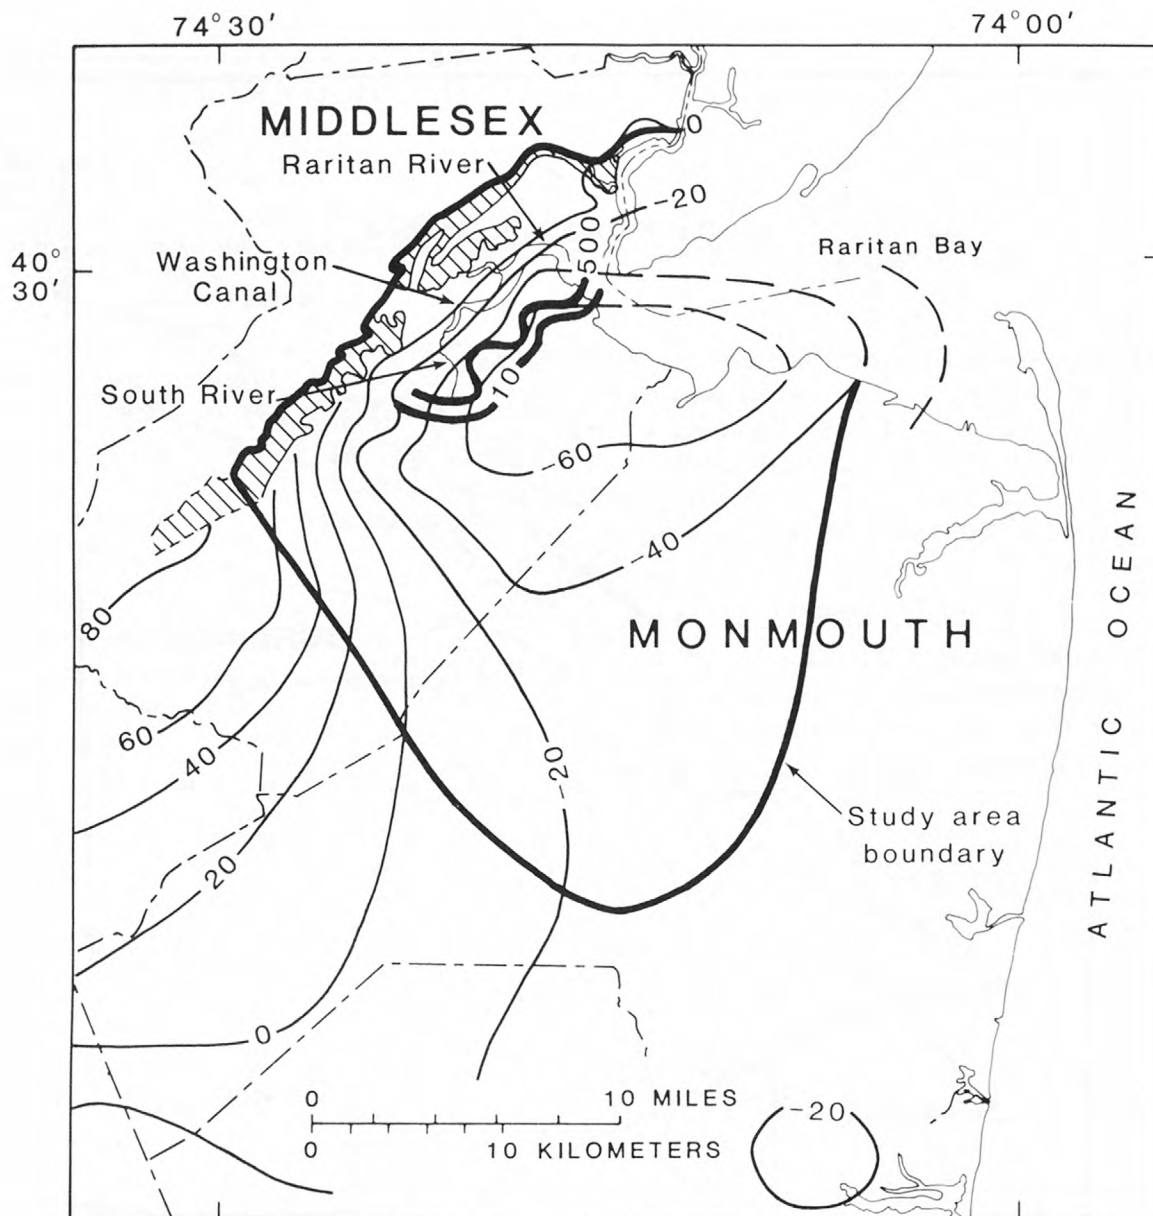 74°30′
74°00′
MIDDLESEX
0
Raritan River
-20
500
Raritan Bay
40°
30′
Washington
Canal
South River
10
-60
-40
80
MONMOUTH
ATLANTIC OCEAN
60
40
-20
Study area
boundary
20
0
0 10 MILES
0 10 KILOMETERS
-20